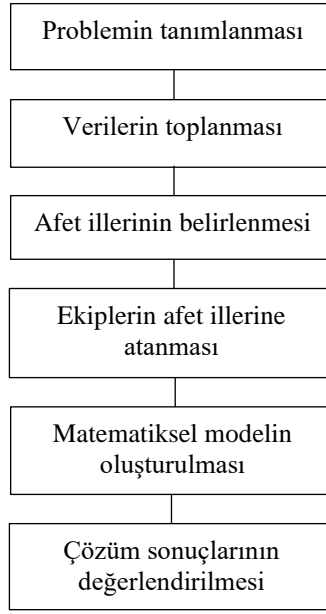 Problemin tanımlanması
Verilerin toplanması
Afet illerinin belirlenmesi
Ekiplerin afet illerine
atanması
Matematiksel modelin
oluşturulması
Çözüm sonuçlarının
değerlendirilmesi